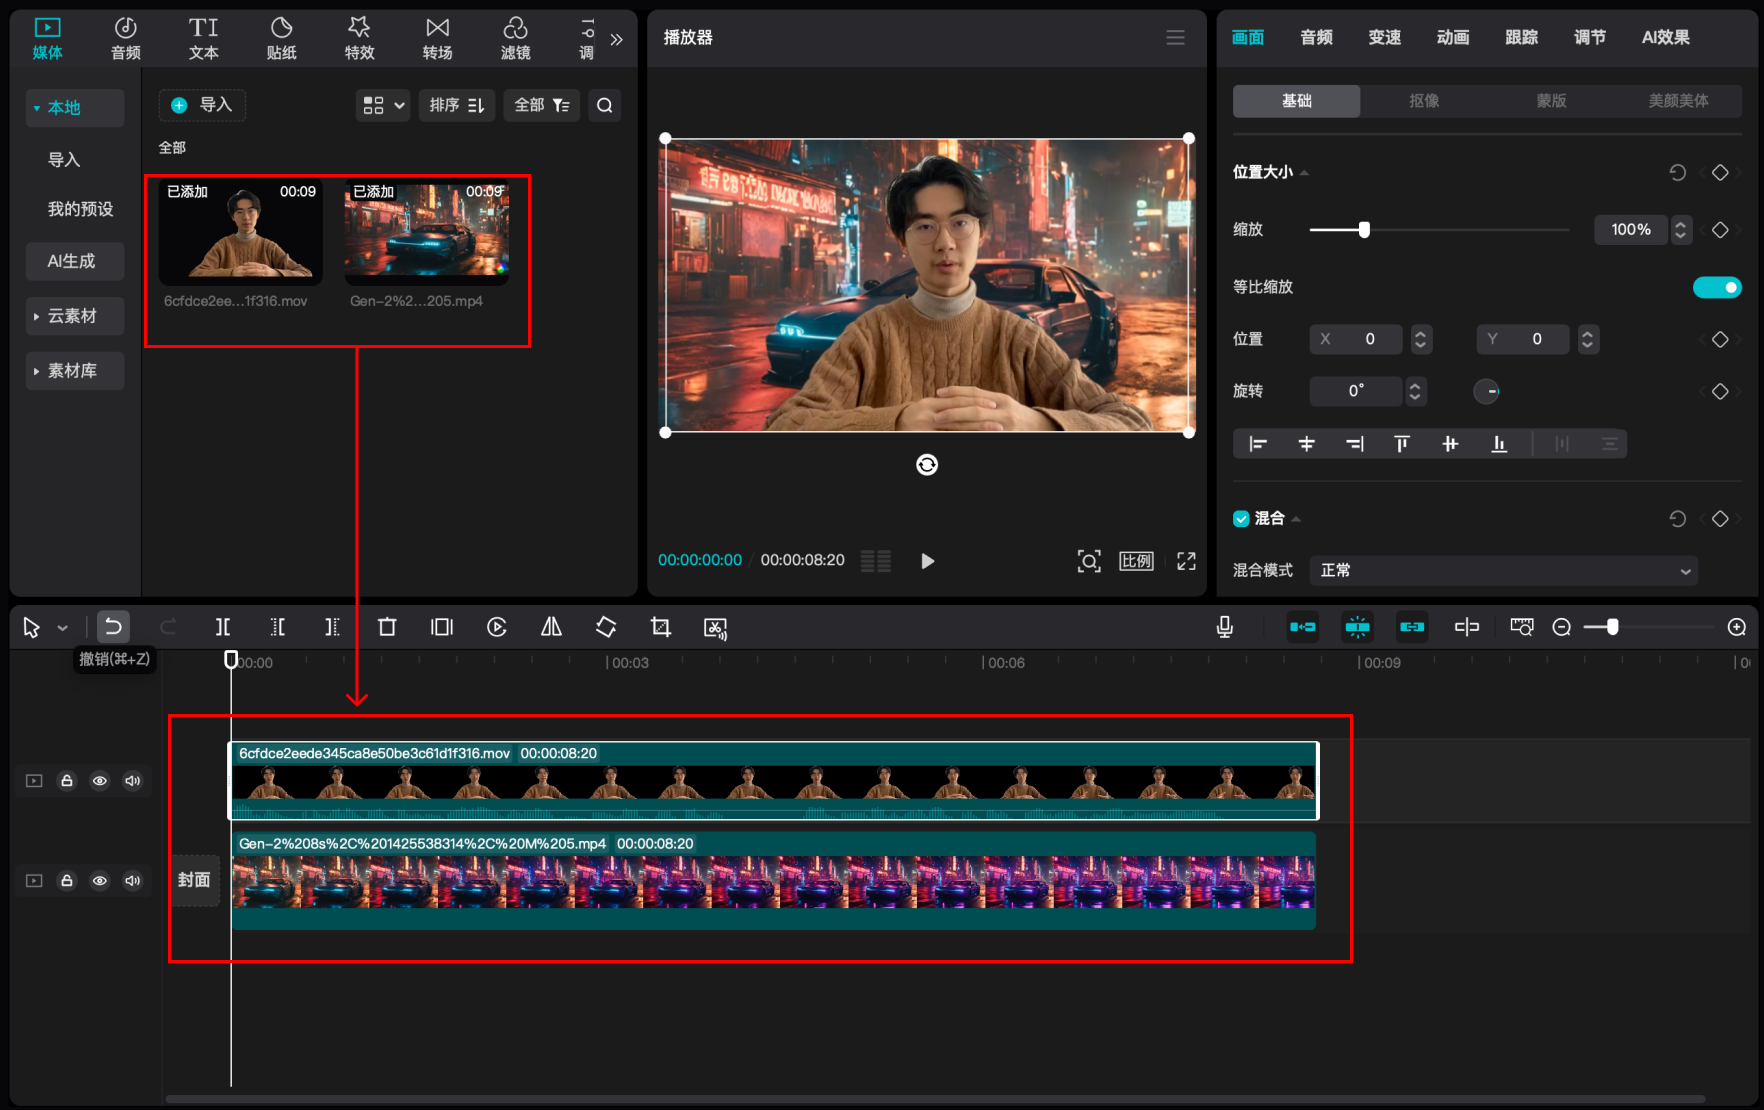 媒体
音频
文本
贴纸
特效
转场
滤镜
调
本地
导入
我的预设
AI生成
云素材
素材库
导入
排序
全部
全部
已添加 00:09
已添加 00:09
6cfdce2ee...1f316.mov
Gen-2%2...205.mp4
播放器
00:00:00:00 / 00:00:08:20
比例
画面
音频
变速
动画
跟踪
调节
AI效果
基础
抠像
蒙版
美颜美体
位置大小
缩放 100%
等比缩放
位置 X 0 Y 0
旋转 0°
混合
混合模式 正常
撤销(⌘+Z)
00:00 00:03 00:06 00:09
6cfdce2eede345ca8e50be3c61d1f316.mov 00:00:08:20
Gen-2%208s%2C%201425538314%2C%20M%205.mp4 00:00:08:20
封面